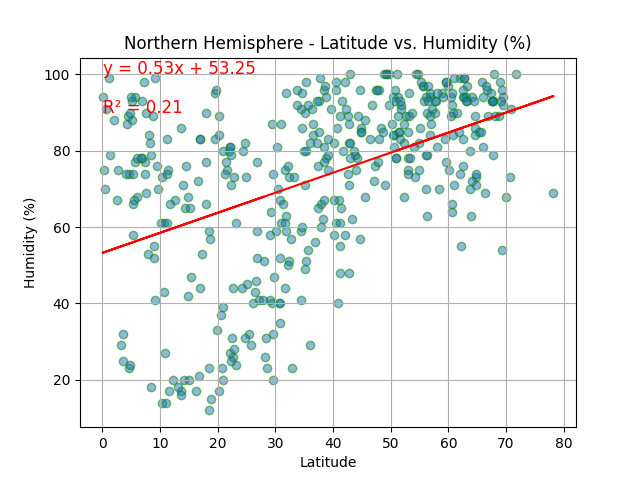 Northern Hemisphere - Latitude vs. Humidity (%)
y = 0.53x + 53.25
R² = 0.21
100
80
60
40
20
Humidity (%)
0 10 20 30 40 50 60 70 80
Latitude